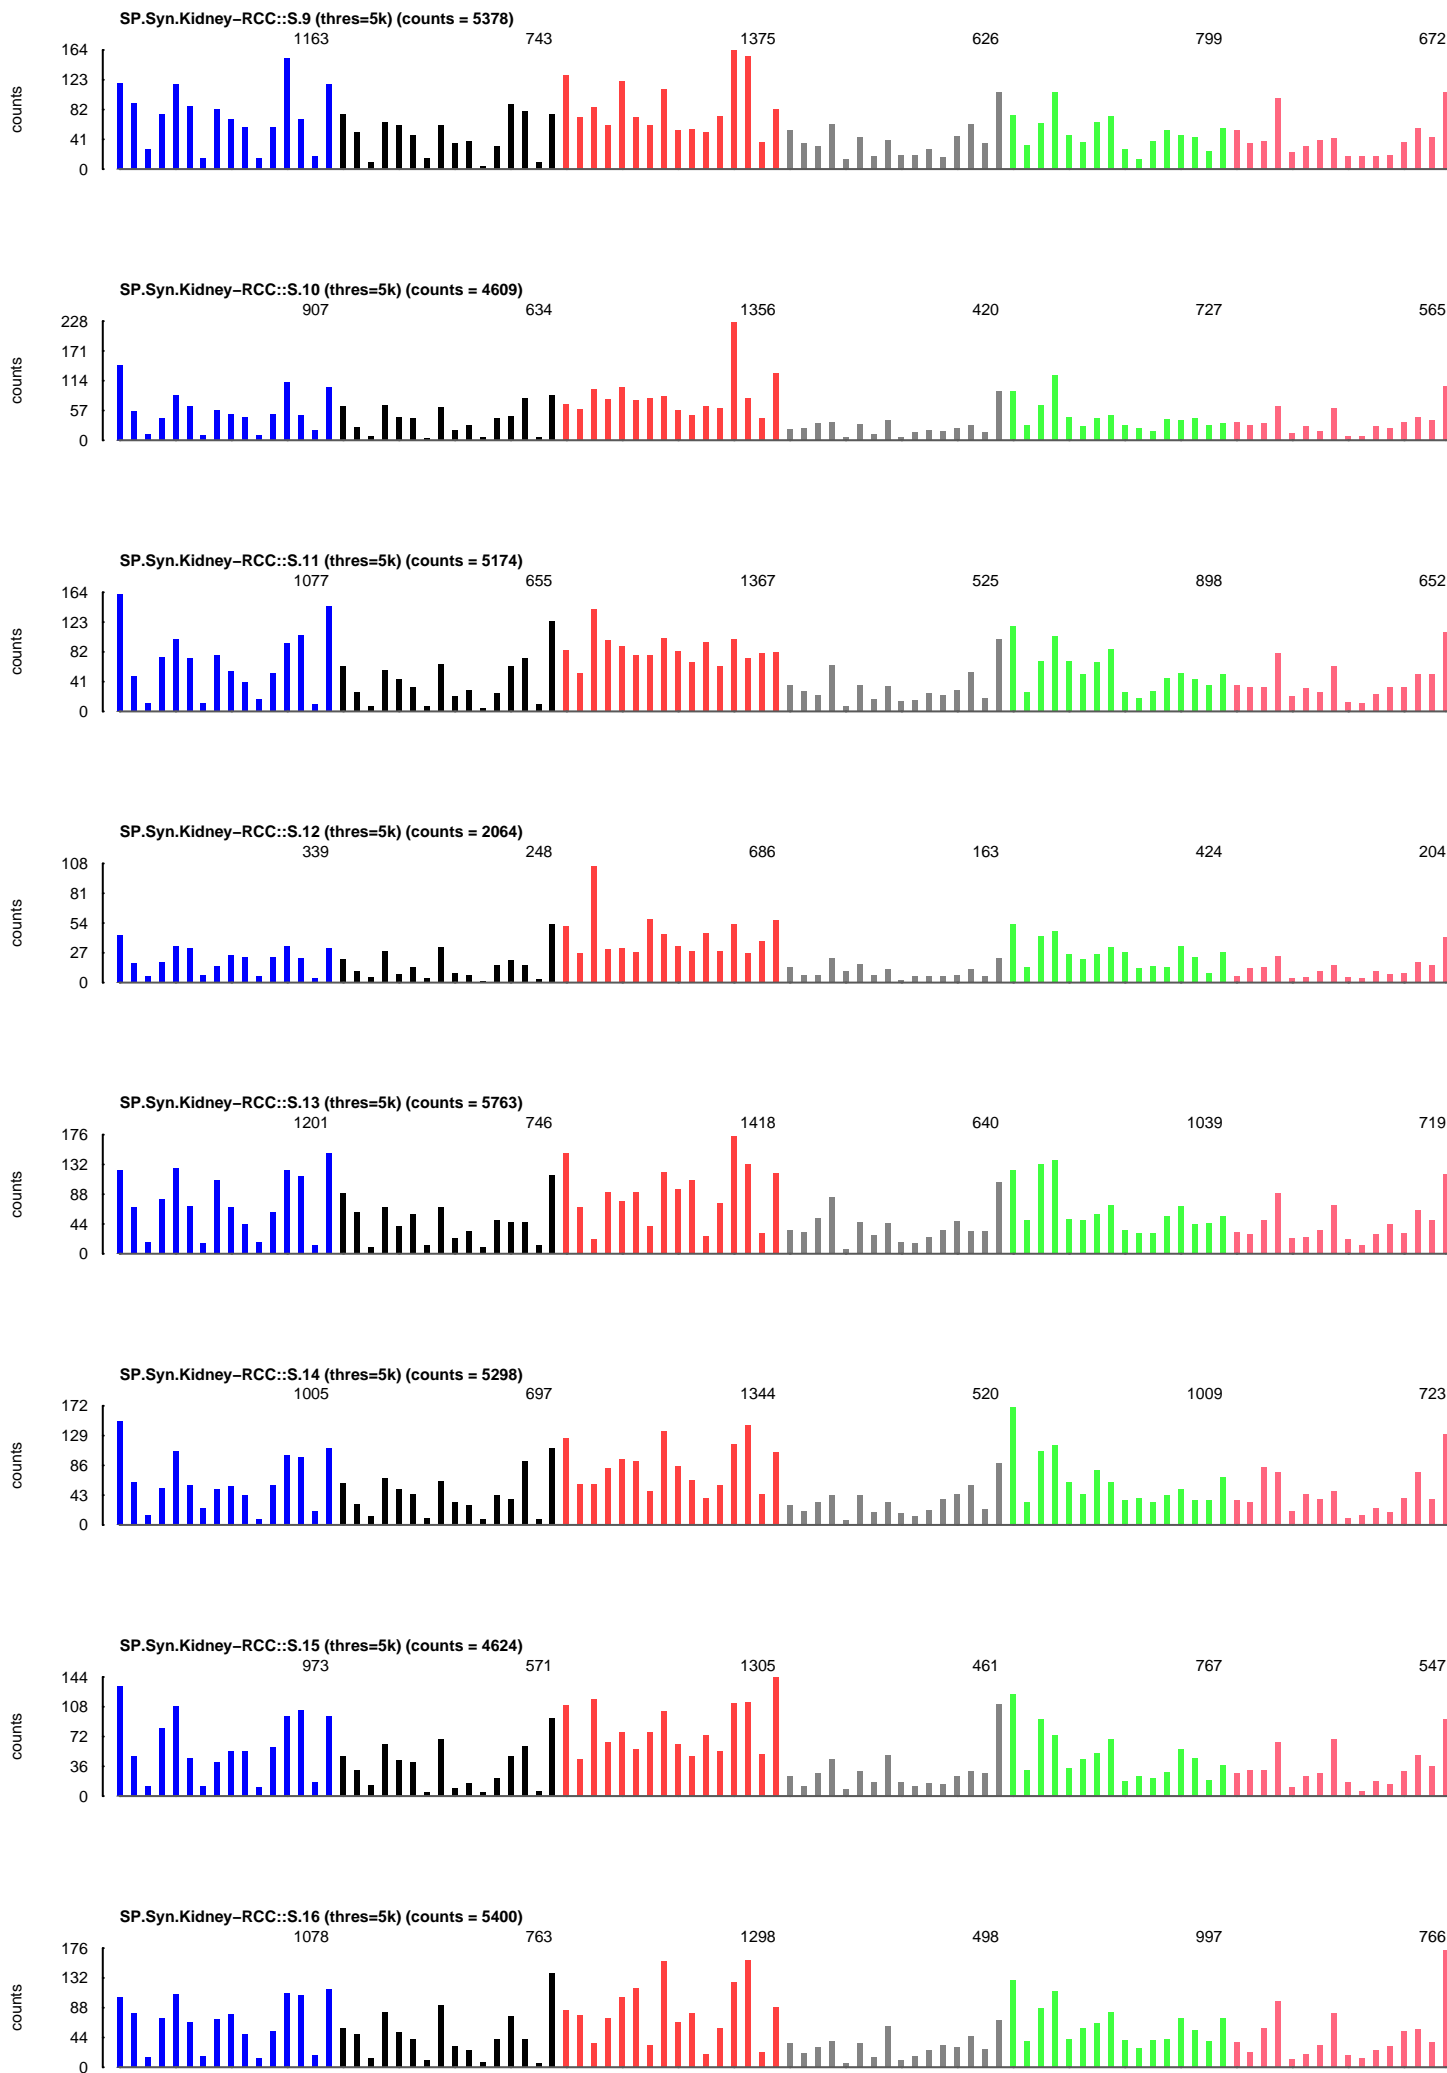 SP.Syn.Kidney−RCC::S.9 (thres=5k) (counts = 5378)
1163 743 1375 626 799 672
164
123
82
41
0
counts
SP.Syn.Kidney−RCC::S.10 (thres=5k) (counts = 4609)
907 634 1356 420 727 565
228
171
114
57
0
counts
SP.Syn.Kidney−RCC::S.11 (thres=5k) (counts = 5174)
1077 655 1367 525 898 652
164
123
82
41
0
counts
SP.Syn.Kidney−RCC::S.12 (thres=5k) (counts = 2064)
339 248 686 163 424 204
108
81
54
27
0
counts
SP.Syn.Kidney−RCC::S.13 (thres=5k) (counts = 5763)
1201 746 1418 640 1039 719
176
132
88
44
0
counts
SP.Syn.Kidney−RCC::S.14 (thres=5k) (counts = 5298)
1005 697 1344 520 1009 723
172
129
86
43
0
counts
SP.Syn.Kidney−RCC::S.15 (thres=5k) (counts = 4624)
973 571 1305 461 767 547
144
108
72
36
0
counts
SP.Syn.Kidney−RCC::S.16 (thres=5k) (counts = 5400)
1078 763 1298 498 997 766
176
132
88
44
0
counts